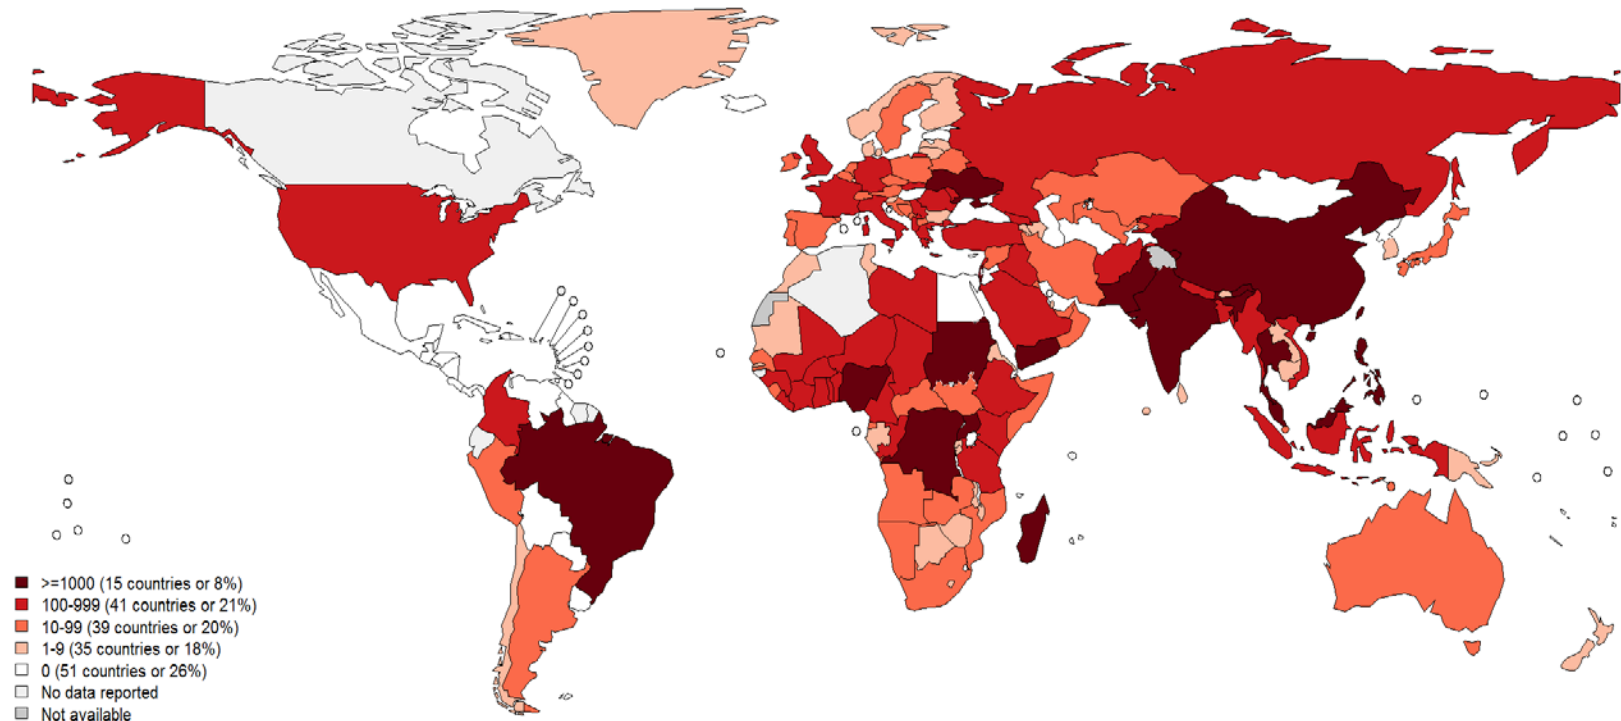 >=1000 (15 countries or 8%)
100-999 (41 countries or 21%)
10-99 (39 countries or 20%)
1-9 (35 countries or 18%)
0 (51 countries or 26%)
No data reported
Not available